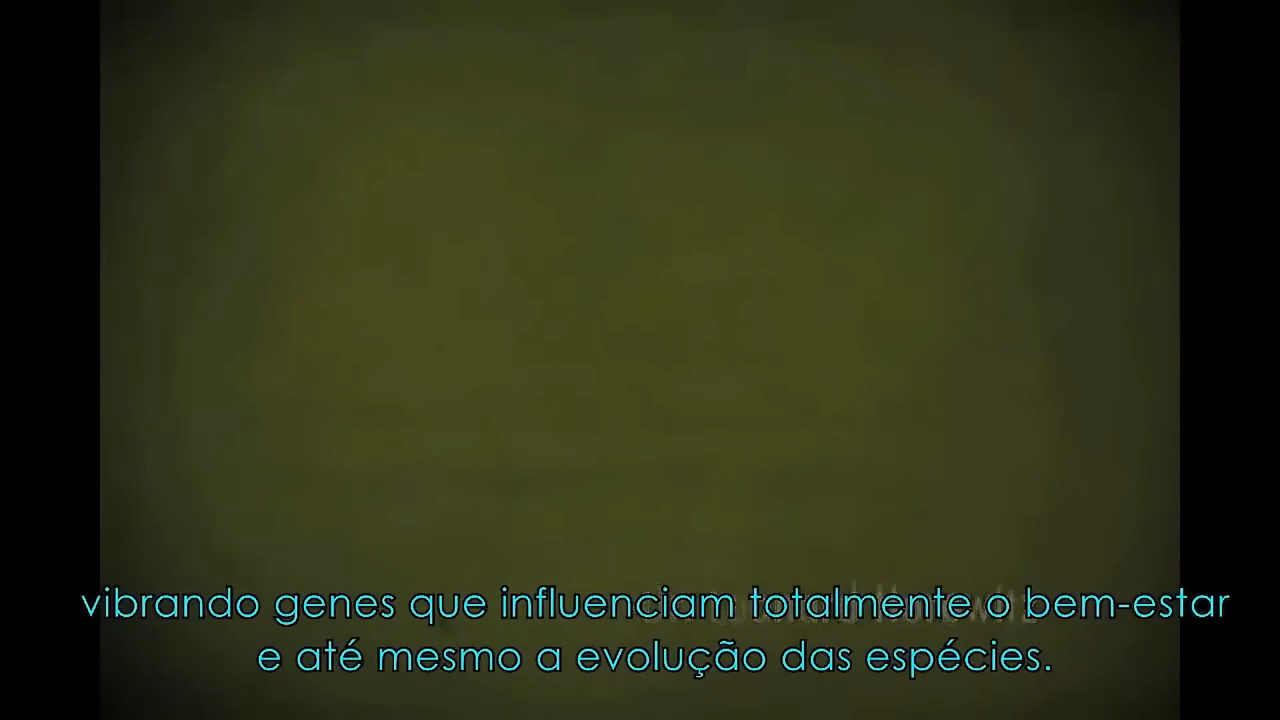 vibrando genes que influenciam totalmente o bem-estar
e até mesmo a evolução das espécies.